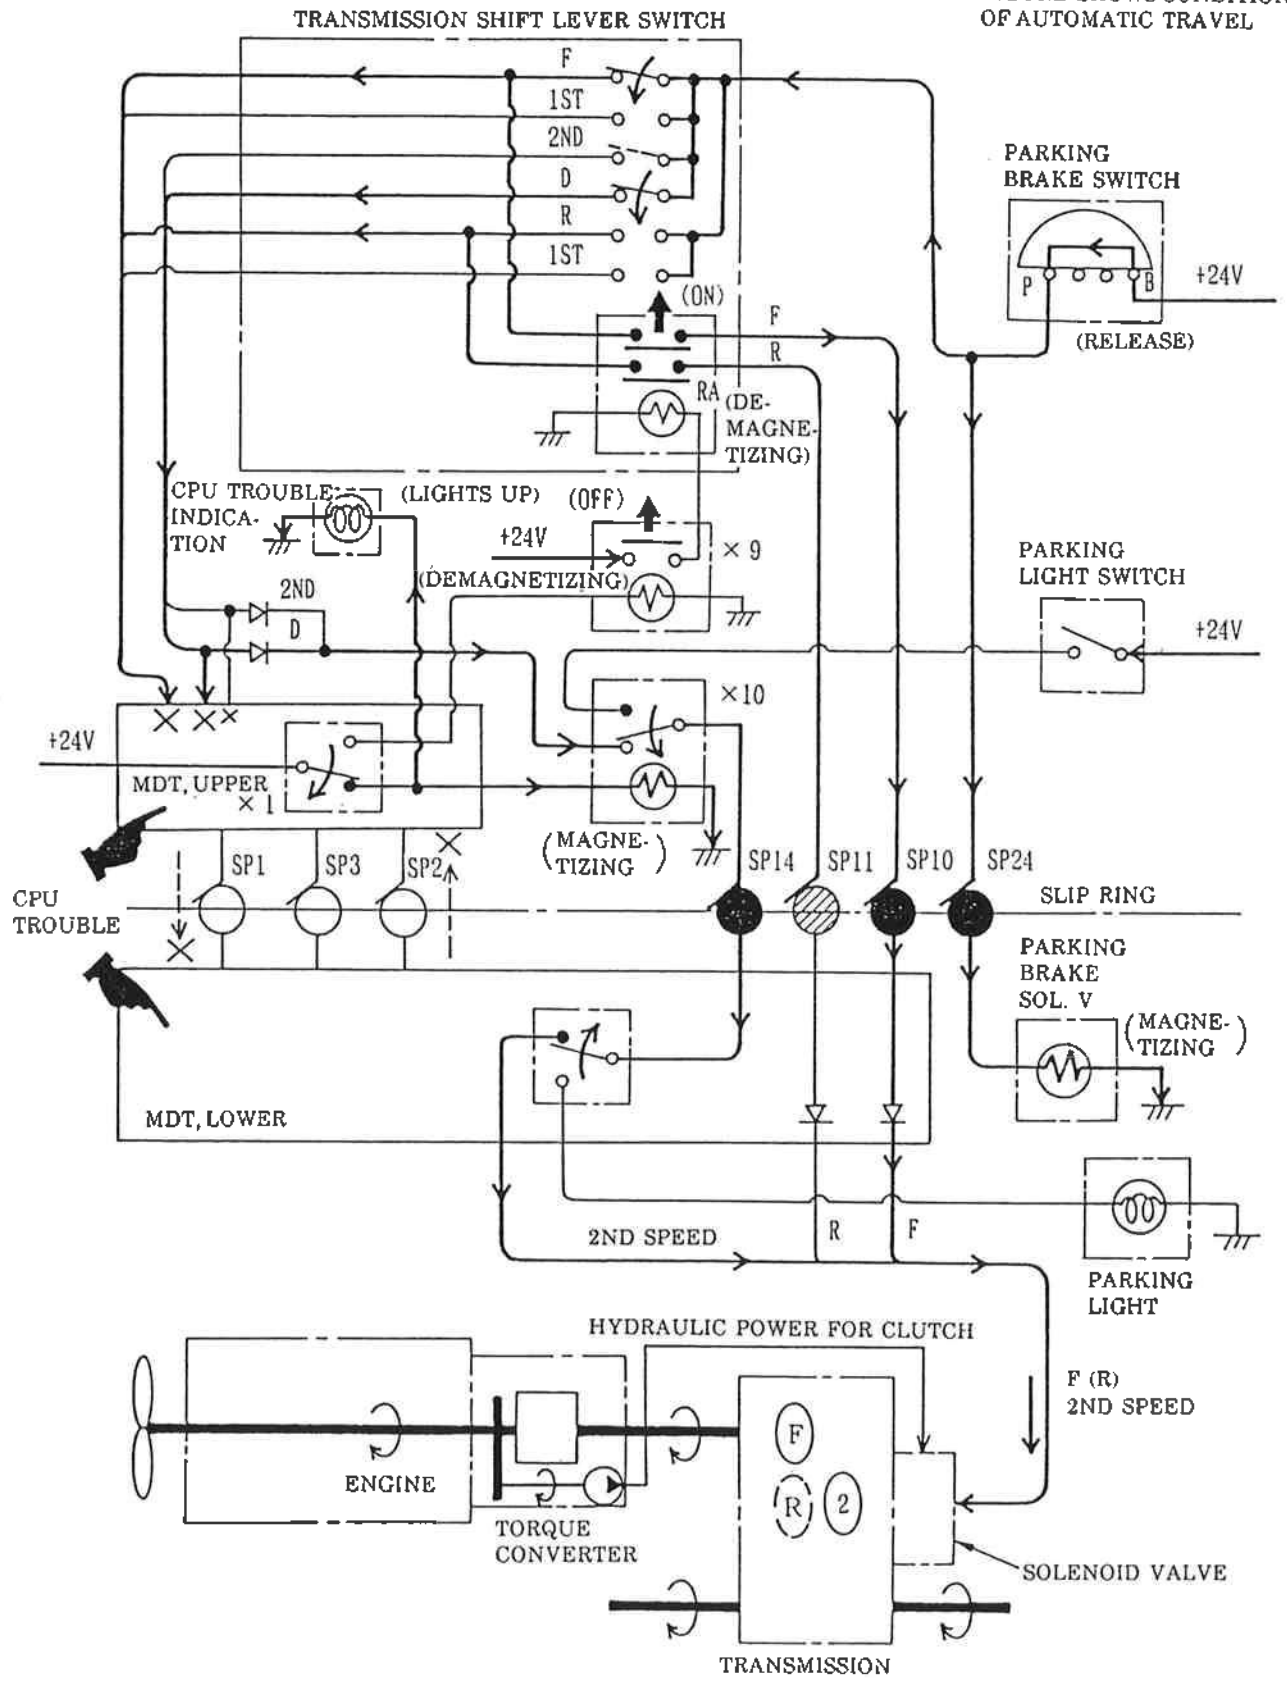 TRANSMISSION SHIFT LEVER SWITCH
OF AUTOMATIC TRAVEL
F
1ST
2ND
D
R
1ST
PARKING
BRAKE SWITCH
P
B
+24V
(RELEASE)
(ON)
F
R
RA
(DE-
MAGNE-
TIZING)
CPU TROUBLE
INDICA-
TION
(LIGHTS UP)
(OFF)
+24V
× 9
(DEMAGNETIZING)
PARKING
LIGHT SWITCH
+24V
2ND
D
×10
+24V
MDT, UPPER
× 1
(MAGNE-
TIZING)
SP1
SP3
SP2
SP14
SP11
SP10
SP24
CPU
TROUBLE
SLIP RING
PARKING
BRAKE
SOL. V
(MAGNE-
TIZING)
MDT, LOWER
2ND SPEED
R
F
PARKING
LIGHT
HYDRAULIC POWER FOR CLUTCH
F (R)
2ND SPEED
F
R
2
ENGINE
TORQUE
CONVERTER
SOLENOID VALVE
TRANSMISSION